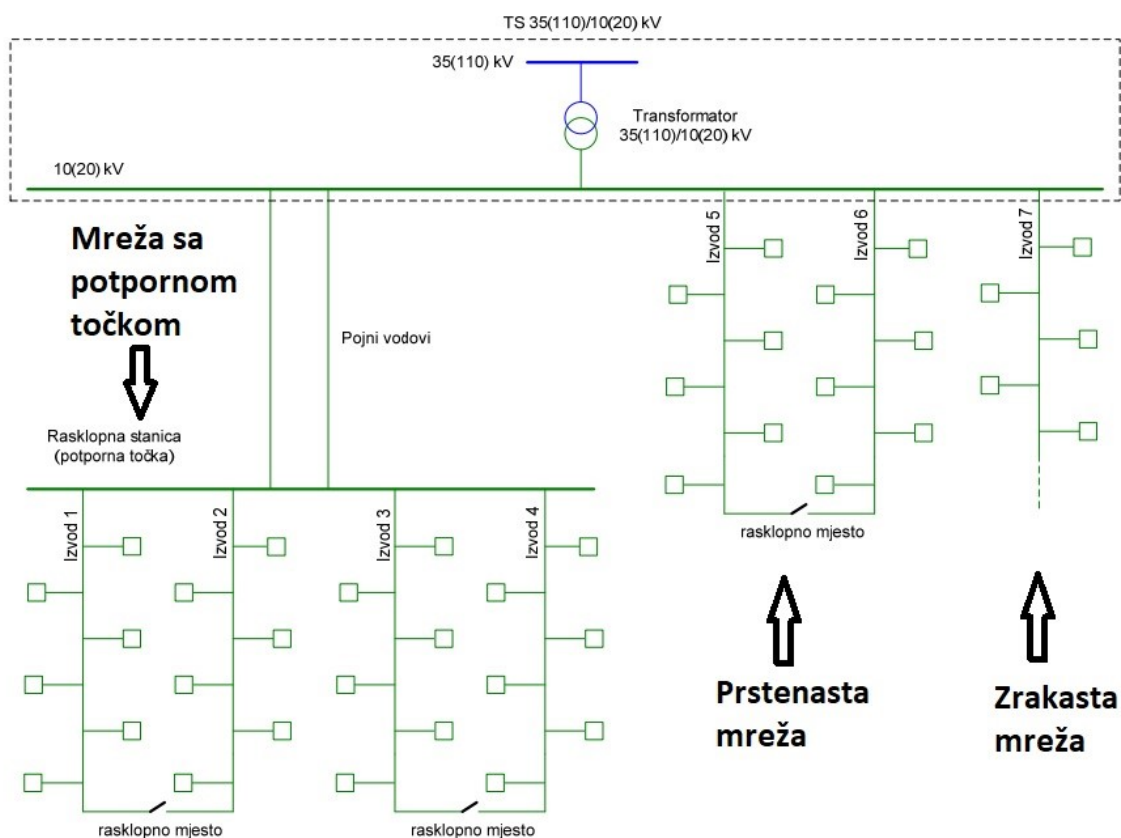 TS 35(110)/10(20) kV
35(110) kV
Transformator
35(110)/10(20) kV
10(20) kV
Mreža sa
potpornom
točkom
Pojni vodovi
Izvod 5
Izvod 6
Izvod 7
Rasklopna stanica
(potporna točka)
Izvod 1
Izvod 2
Izvod 3
Izvod 4
rasklopno mjesto
Prstenasta
mreža
Zrakasta
mreža
rasklopno mjesto
rasklopno mjesto